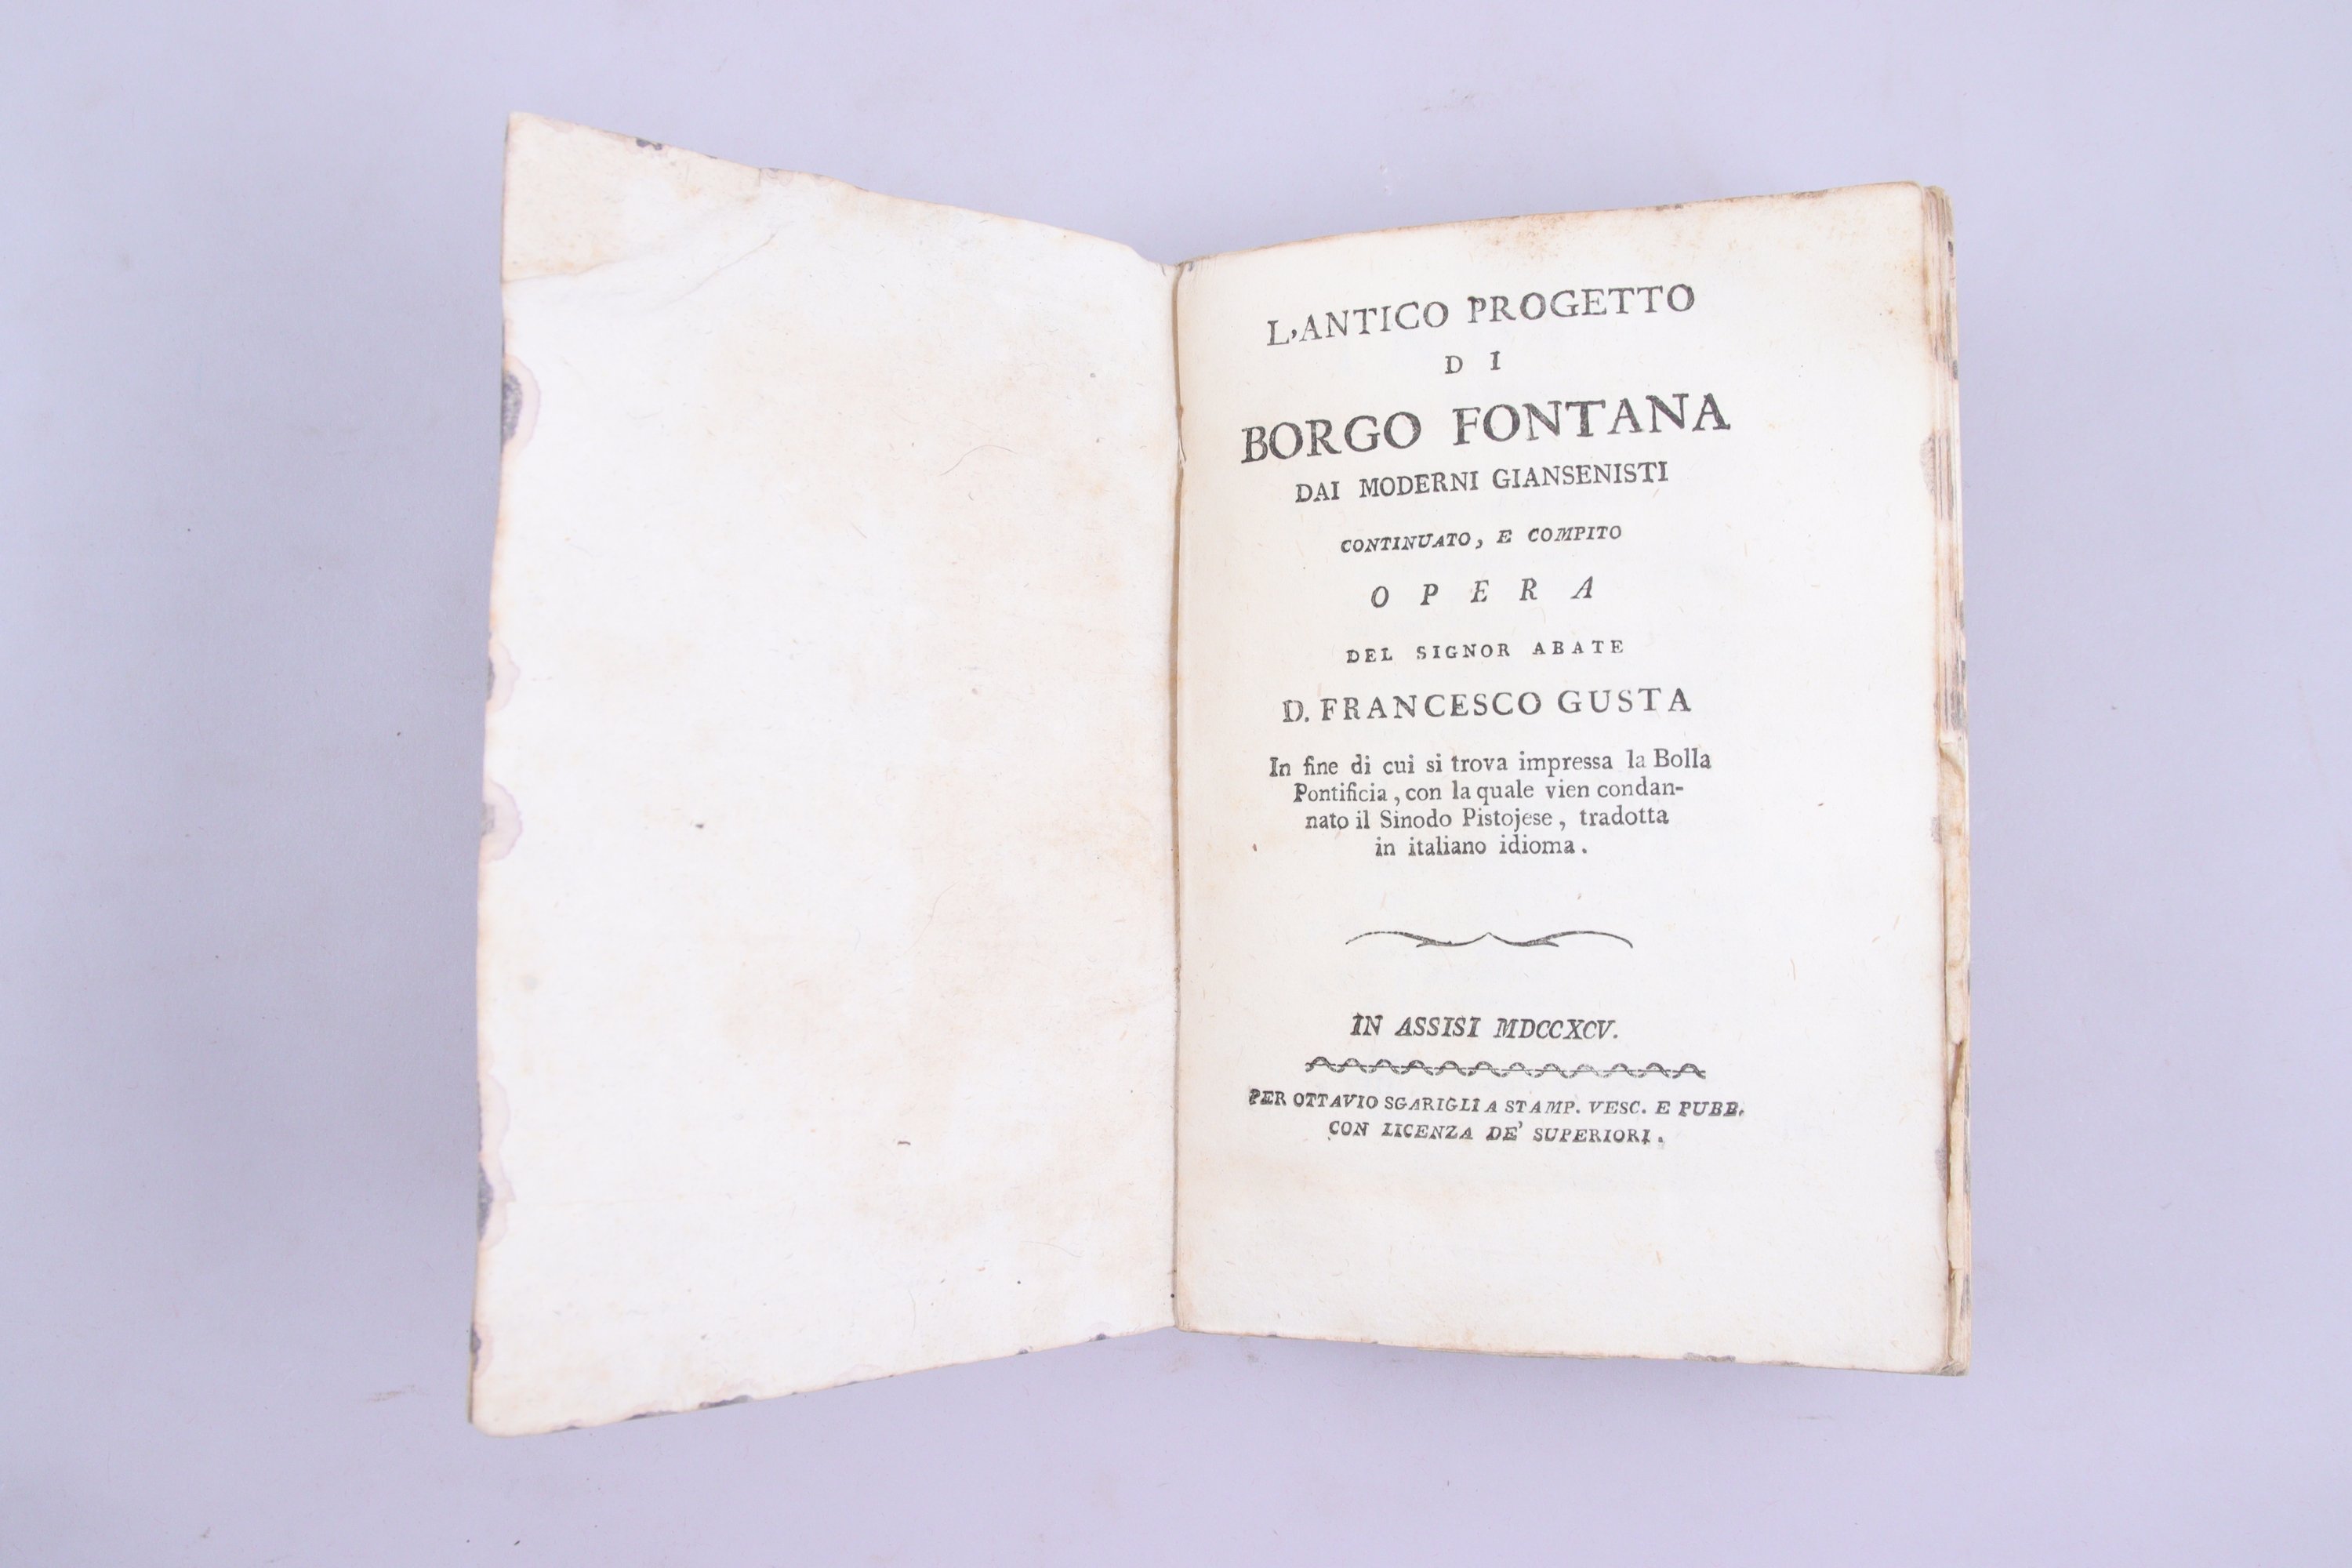 L,ANTICO PROGETTO
DI
BORGO FONTANA
DAI MODERNI GIANSENISTI
CONTINUATO, E COMPITO
OPERA
DEL SIGNOR ABATE
D. FRANCESCO GUSTA
In fine di cui si trova impressa la Bolla
Pontificia, con la quale vien condan-
nato il Sinodo Pistojese, tradotta
in italiano idioma.
IN ASSISI MDCCXCV.
PER OTTAVIO SGARIGLIA STAMP. VESC. E PUBB.
CON LICENZA DE' SUPERIORI.